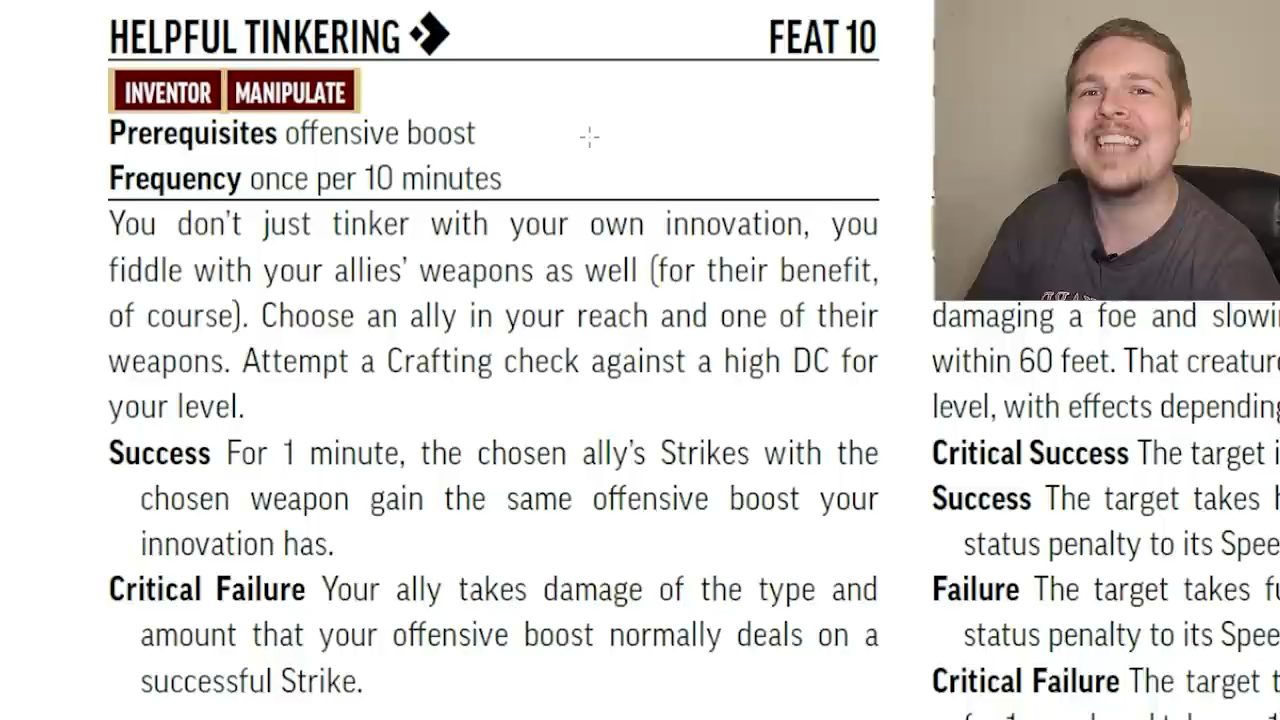 HELPFUL TINKERING
FEAT 10
INVENTOR MANIPULATE
Prerequisites offensive boost
Frequency once per 10 minutes
You don’t just tinker with your own innovation, you
fiddle with your allies’ weapons as well (for their benefit,
of course). Choose an ally in your reach and one of their
weapons. Attempt a Crafting check against a high DC for
your level.
Success For 1 minute, the chosen ally’s Strikes with the
chosen weapon gain the same offensive boost your
innovation has.
Critical Failure Your ally takes damage of the type and
amount that your offensive boost normally deals on a
successful Strike.
damaging a foe and
within 60 feet. That
level, with effects
Critical Success The target
Success The target takes
status penalty to its
Failure The target takes
status penalty to its
Critical Failure The target